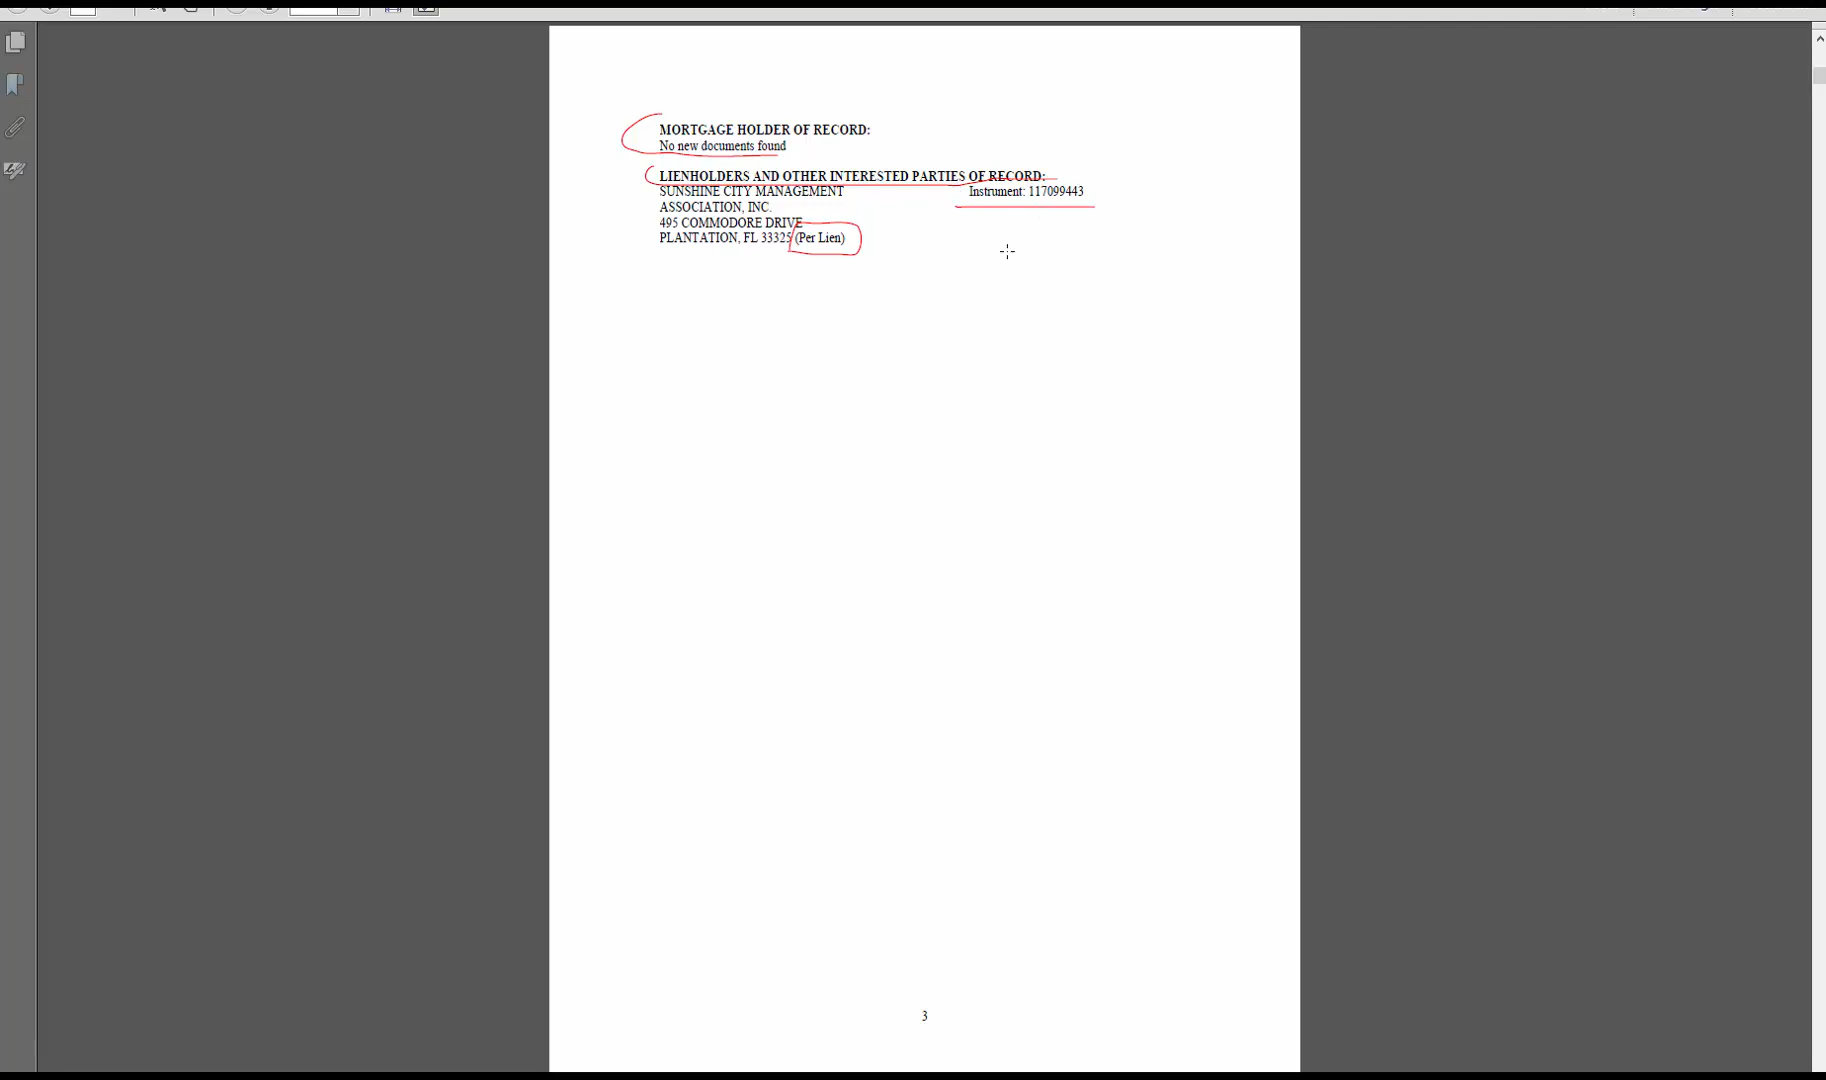 MORTGAGE HOLDER OF RECORD:
No new documents found
LIENHOLDERS AND OTHER INTERESTED PARTIES OF RECORD:
SUNSHINE CITY MANAGEMENT Instrument: 117099443
ASSOCIATION, INC.
495 COMMODORE DRIVE
PLANTATION, FL 33325 (Per Lien)
3